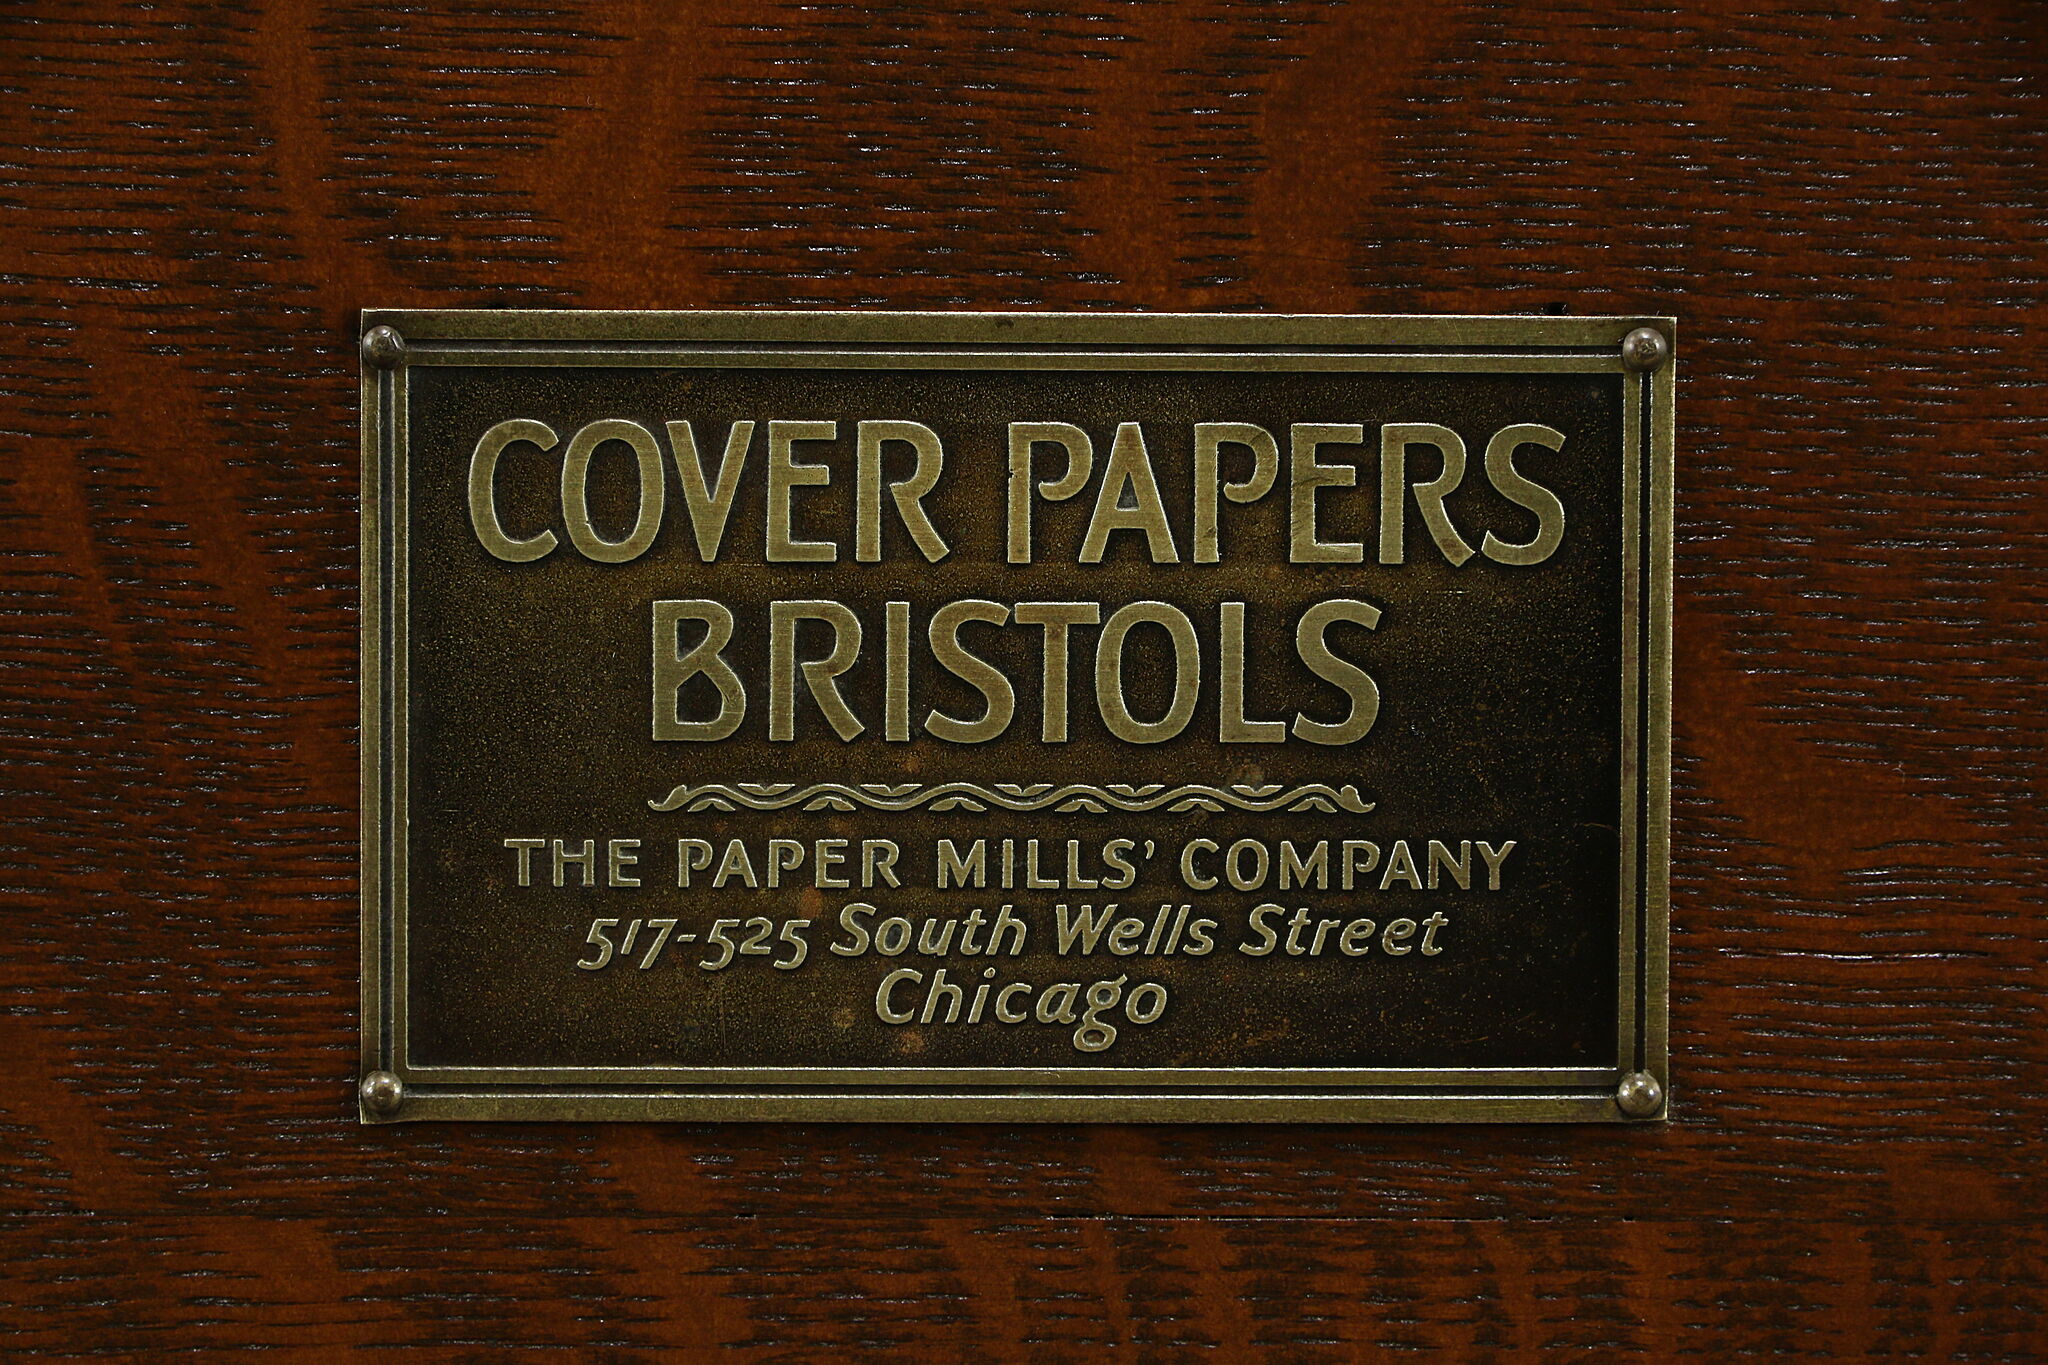 COVER PAPERS
BRISTOLS
THE PAPER MILLS’ COMPANY
517-525 South Wells Street
Chicago